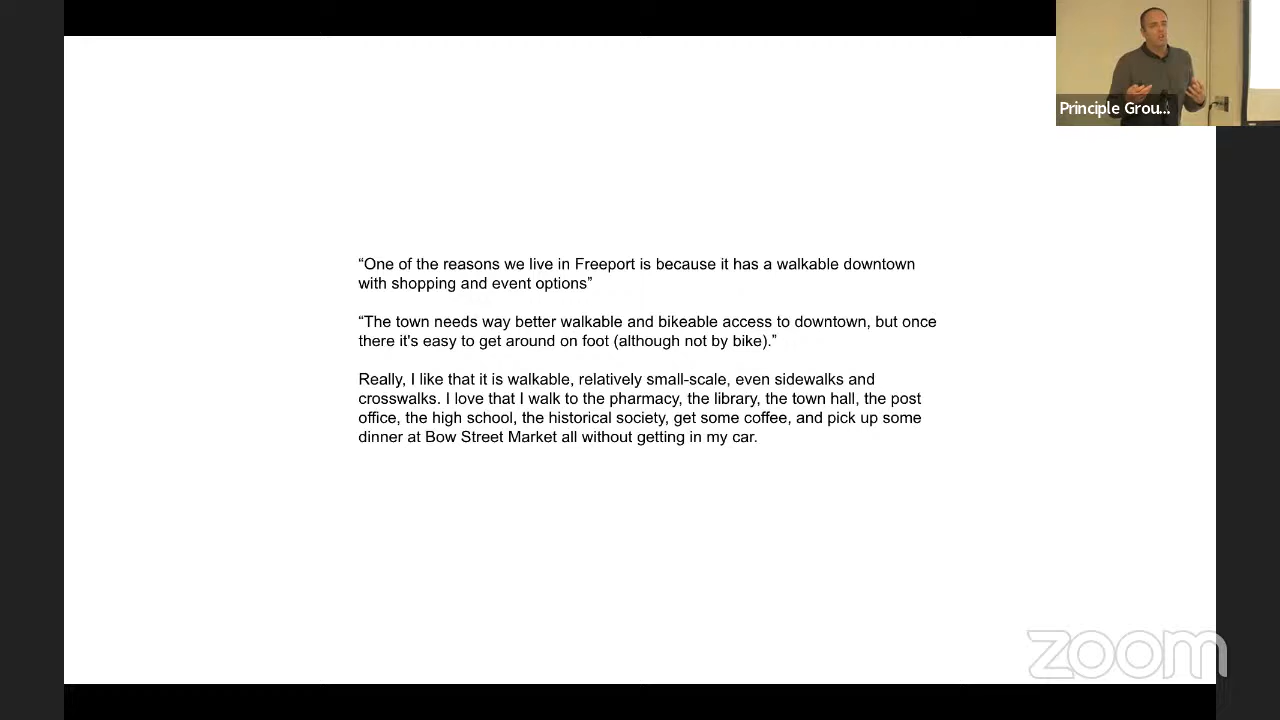 Principle Grou...
“One of the reasons we live in Freeport is because it has a walkable downtown
with shopping and event options”
“The town needs way better walkable and bikeable access to downtown, but once
there it's easy to get around on foot (although not by bike).”
Really, I like that it is walkable, relatively small-scale, even sidewalks and
crosswalks. I love that I walk to the pharmacy, the library, the town hall, the post
office, the high school, the historical society, get some coffee, and pick up some
dinner at Bow Street Market all without getting in my car.
zoom